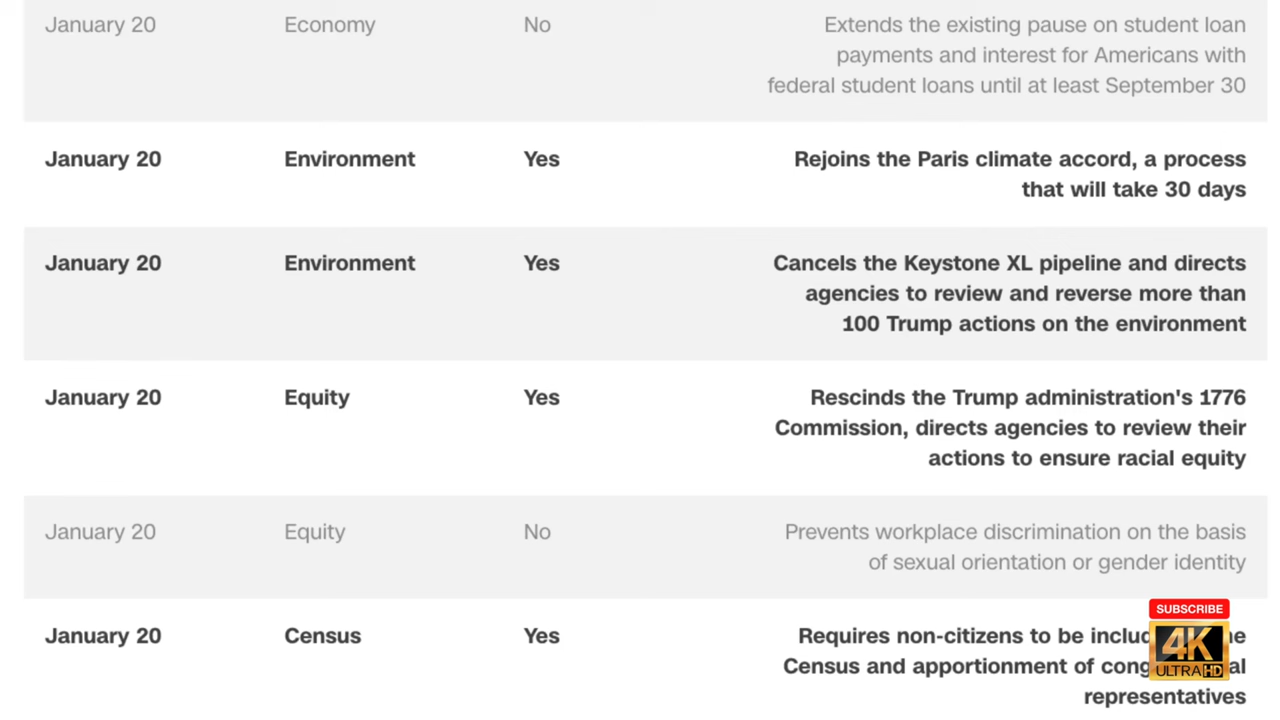 January 20 Economy No Extends the existing pause on student loan
payments and interest for Americans with
federal student loans until at least September 30
January 20 Environment Yes Rejoins the Paris climate accord, a process
that will take 30 days
January 20 Environment Yes Cancels the Keystone XL pipeline and directs
agencies to review and reverse more than
100 Trump actions on the environment
January 20 Equity Yes Rescinds the Trump administration's 1776
Commission, directs agencies to review their
actions to ensure racial equity
January 20 Equity No Prevents workplace discrimination on the basis
of sexual orientation or gender identity
SUBSCRIBE
January 20 Census Yes Requires non-citizens to be
4K
Census and apportionment of
ULTRA HD
representatives